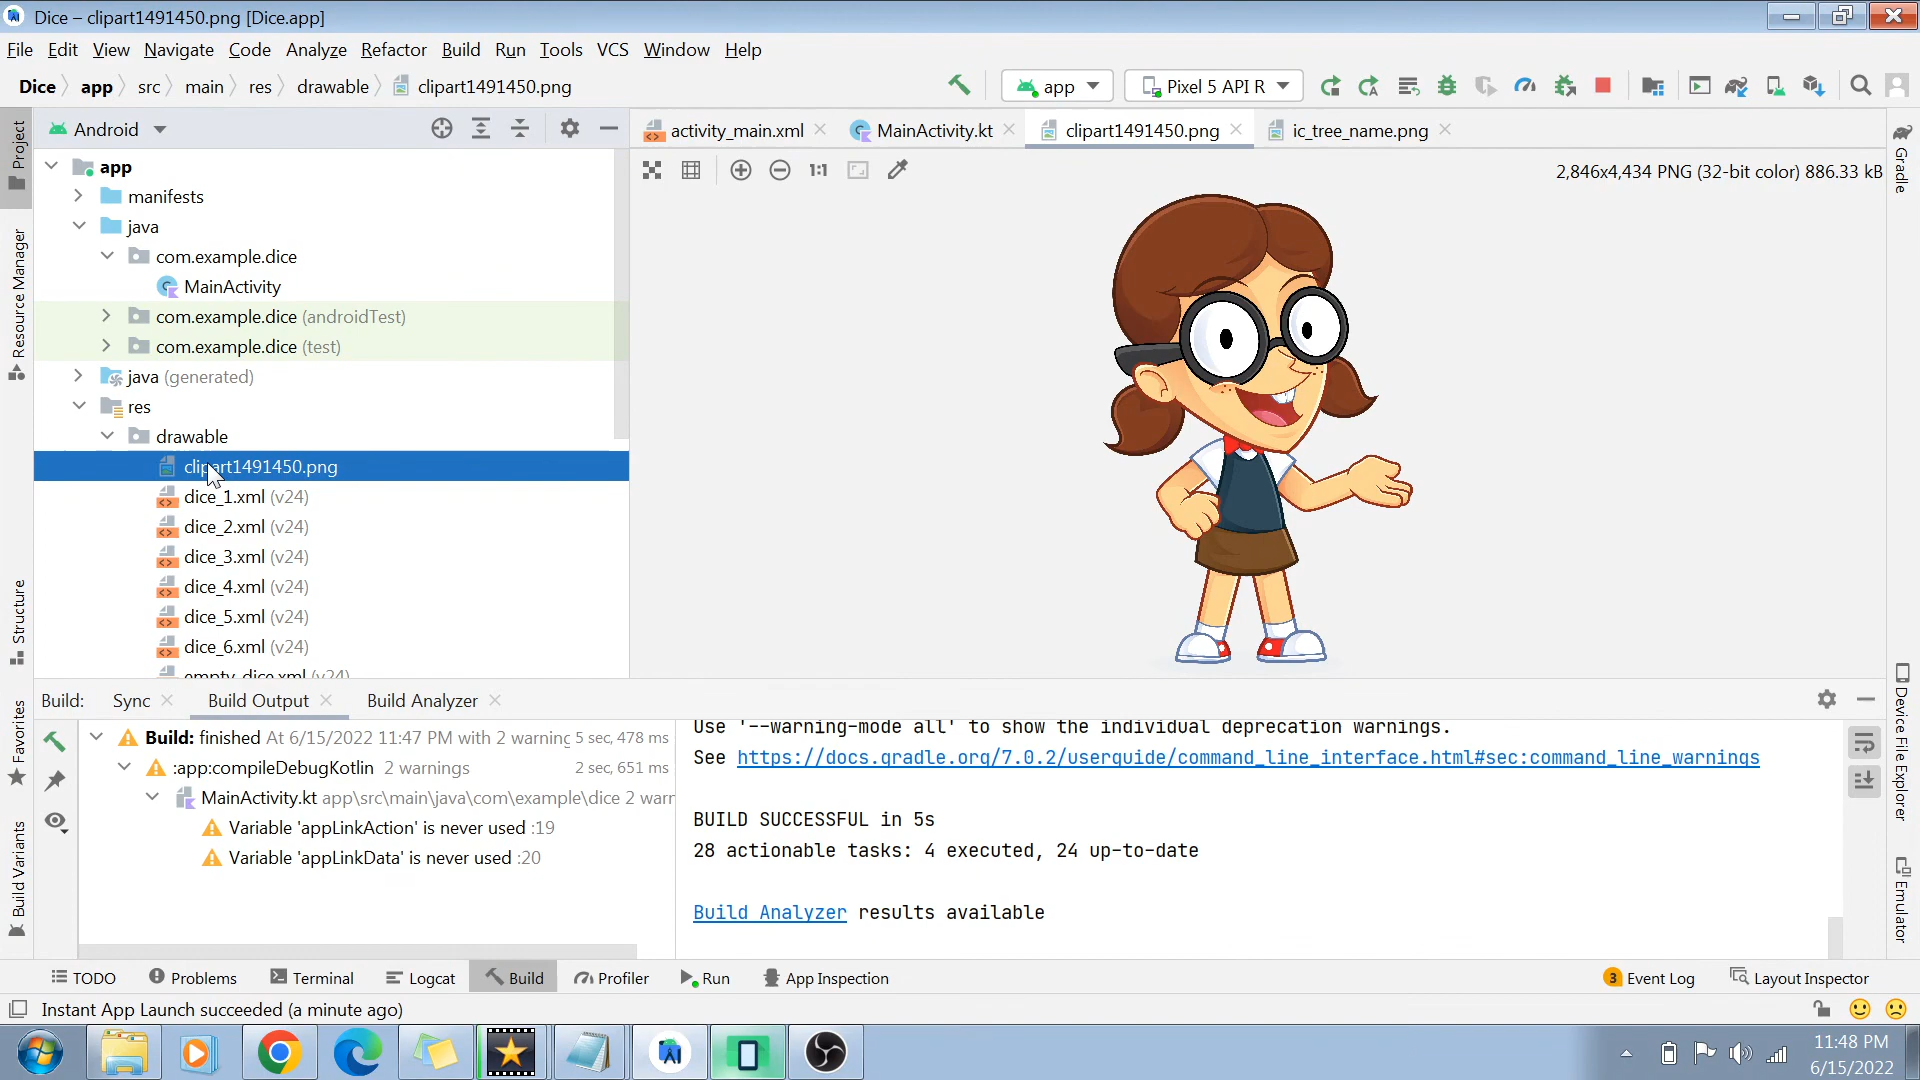 Dice – clipart1491450.png [Dice.app]
File Edit View Navigate Code Analyze Refactor Build Run Tools VCS Window Help
Dice app src main res drawable clipart1491450.png
app Pixel 5 API R
Project
Android
activity_main.xml MainActivity.kt clipart1491450.png ic_tree_name.png
Gradle
1:1 2,846x4,434 PNG (32-bit color) 886.33 kB
app
manifests
java
com.example.dice
MainActivity
com.example.dice (androidTest)
com.example.dice (test)
java (generated)
res
drawable
clipart1491450.png
dice_1.xml (v24)
dice_2.xml (v24)
dice_3.xml (v24)
dice_4.xml (v24)
dice_5.xml (v24)
dice_6.xml (v24)
empty_dice.xml (v24)
Resource Manager
Structure
Favorites
Build Variants
Device File Explorer
Emulator
Build: Sync Build Output Build Analyzer
Build: finished At 6/15/2022 11:47 PM with 2 warning 5 sec, 478 ms
:app:compileDebugKotlin 2 warnings 2 sec, 651 ms
MainActivity.kt app\src\main\java\com\example\dice 2 warr
Variable 'appLinkAction' is never used :19
Variable 'appLinkData' is never used :20
Use '--warning-mode all' to show the individual deprecation warnings.
See https://docs.gradle.org/7.0.2/userguide/command_line_interface.html#sec:command_line_warnings
BUILD SUCCESSFUL in 5s
28 actionable tasks: 4 executed, 24 up-to-date
Build Analyzer results available
TODO Problems Terminal Logcat Build Profiler Run App Inspection 3 Event Log Layout Inspector
Instant App Launch succeeded (a minute ago)
11:48 PM
6/15/2022